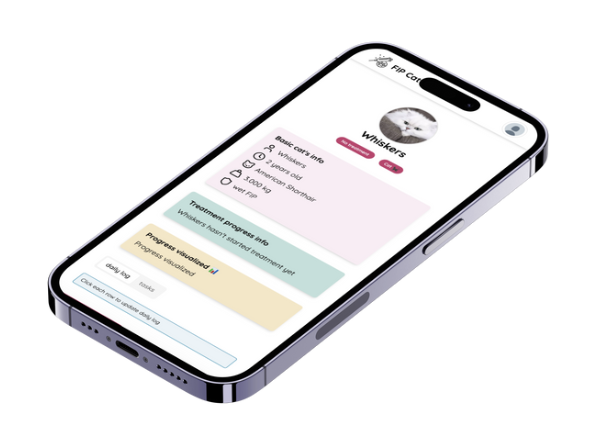 FIP Cat
Whiskers
No treatment
Cat
Basic cat's info
Whiskers
2 years old
American Shorthair
3.000 kg
wet FIP
Treatment progress info
Whiskers hasn't started treatment yet
Progress visualized 📊
Progress visualized
daily log
tasks
Click each row to update daily log